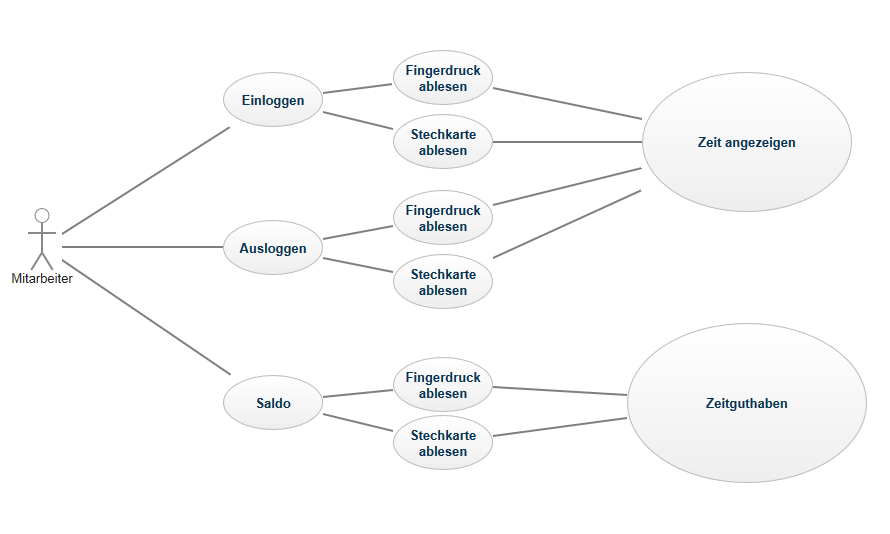 Fingerdruck
ablesen
Einloggen
Stechkarte
ablesen
Zeit angezeigen
Fingerdruck
ablesen
Ausloggen
Stechkarte
ablesen
Mitarbeiter
Fingerdruck
ablesen
Saldo
Zeitguthaben
Stechkarte
ablesen